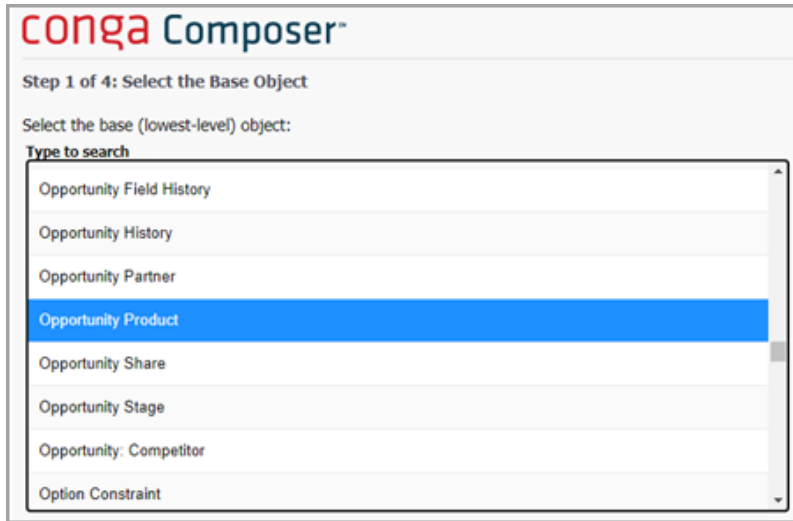 conga Composer℠
Step 1 of 4: Select the Base Object
Select the base (lowest-level) object:
Type to search
Opportunity Field History
Opportunity History
Opportunity Partner
Opportunity Product
Opportunity Share
Opportunity Stage
Opportunity: Competitor
Option Constraint